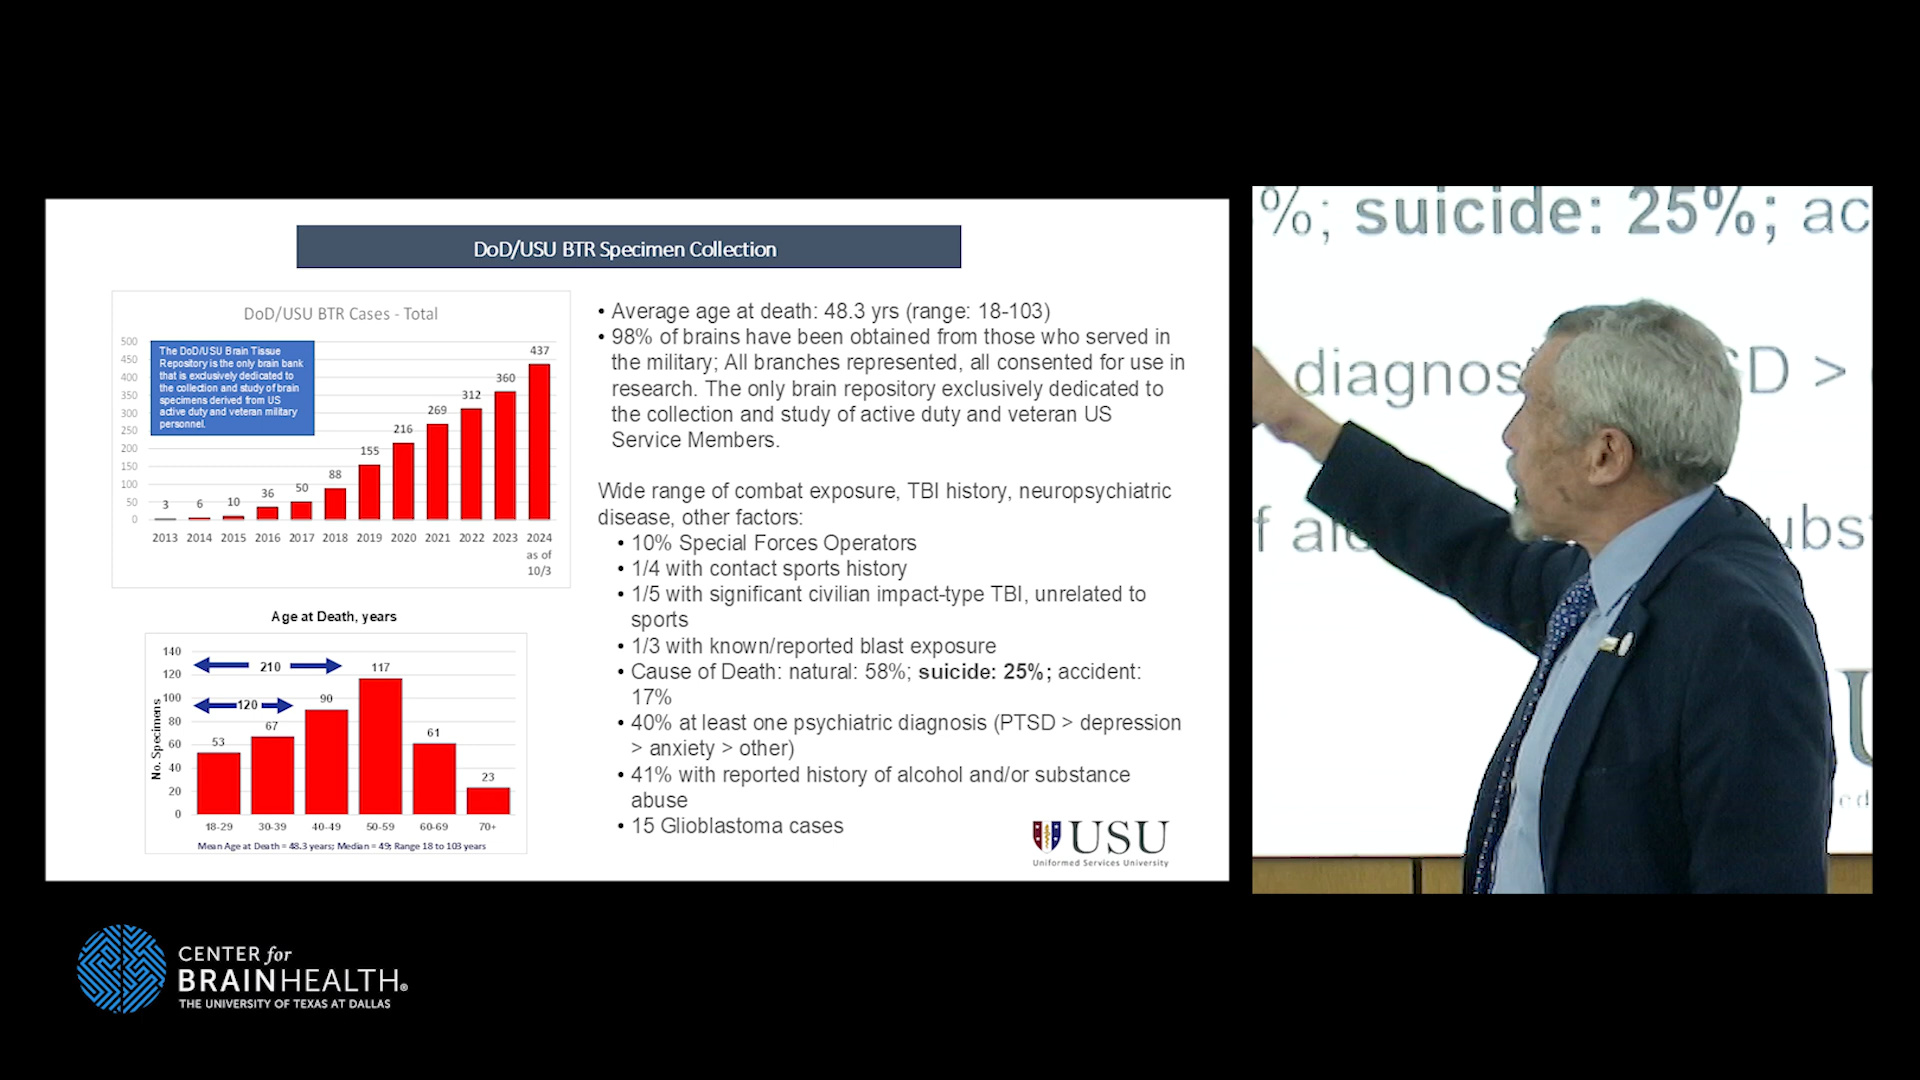 DoD/USU BTR Specimen Collection
DoD/USU BTR Cases - Total
500
450
400
350
300
250
200
150
100
50
0
The DoD/USU Brain Tissue
Repository is the only brain bank
that is exclusively dedicated to
the collection and study of brain
specimens derived from US
active duty and veteran military
personnel.
3
6
10
36
50
88
155
216
269
312
360
437
2013 2014 2015 2016 2017 2018 2019 2020 2021 2022 2023 2024
as of
10/3
Age at Death, years
No. Specimens
140
120
100
80
60
40
20
0
210
120
53
67
90
117
61
23
18-29 30-39 40-49 50-59 60-69 70+
Mean Age at Death = 48.3 years; Median = 49; Range 18 to 103 years
• Average age at death: 48.3 yrs (range: 18-103)
• 98% of brains have been obtained from those who served in
the military; All branches represented, all consented for use in
research. The only brain repository exclusively dedicated to
the collection and study of active duty and veteran US
Service Members.
Wide range of combat exposure, TBI history, neuropsychiatric
disease, other factors:
• 10% Special Forces Operators
• 1/4 with contact sports history
• 1/5 with significant civilian impact-type TBI, unrelated to
sports
• 1/3 with known/reported blast exposure
• Cause of Death: natural: 58%; suicide: 25%; accident:
17%
• 40% at least one psychiatric diagnosis (PTSD > depression
> anxiety > other)
• 41% with reported history of alcohol and/or substance
abuse
• 15 Glioblastoma cases
USU
Uniformed Services University
%; suicide: 25%; ac
diagnos SD >
f al ubs
U
ed
CENTER for
BRAINHEALTH®
THE UNIVERSITY OF TEXAS AT DALLAS